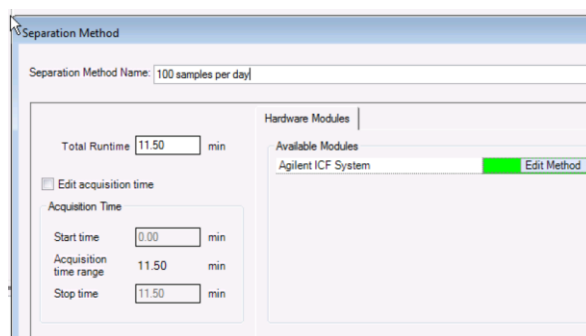 Separation Method
Separation Method Name: 100 samples per day
Hardware Modules
Total Runtime 11.50 min
Available Modules
Agilent ICF System Edit Method
Edit acquisition time
Acquisition Time
Start time 0.00 min
Acquisition
time range 11.50 min
Stop time 11.50 min